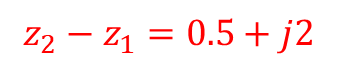 z₂ − z₁ = 0.5 + j2